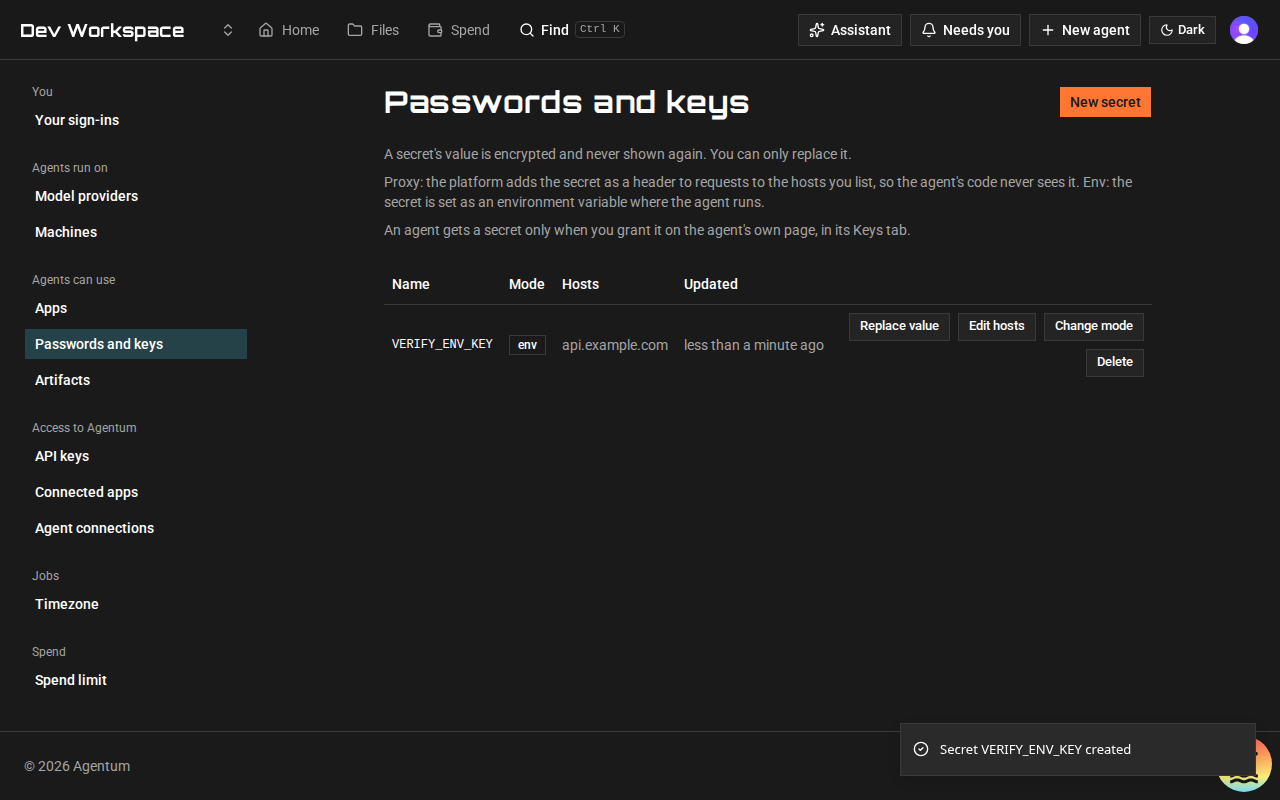 Dev Workspace
Home
Files
Spend
Find Ctrl K
Assistant
Needs you
New agent
Dark
You
Your sign-ins
Agents run on
Model providers
Machines
Agents can use
Apps
Passwords and keys
Artifacts
Access to Agentum
API keys
Connected apps
Agent connections
Jobs
Timezone
Spend
Spend limit
Passwords and keys
New secret
A secret's value is encrypted and never shown again. You can only replace it.
Proxy: the platform adds the secret as a header to requests to the hosts you list, so the agent's code never sees it. Env: the
secret is set as an environment variable where the agent runs.
An agent gets a secret only when you grant it on the agent's own page, in its Keys tab.
Name Mode Hosts Updated
VERIFY_ENV_KEY env api.example.com less than a minute ago
Replace value Edit hosts Change mode
Delete
© 2026 Agentum
Secret VERIFY_ENV_KEY created